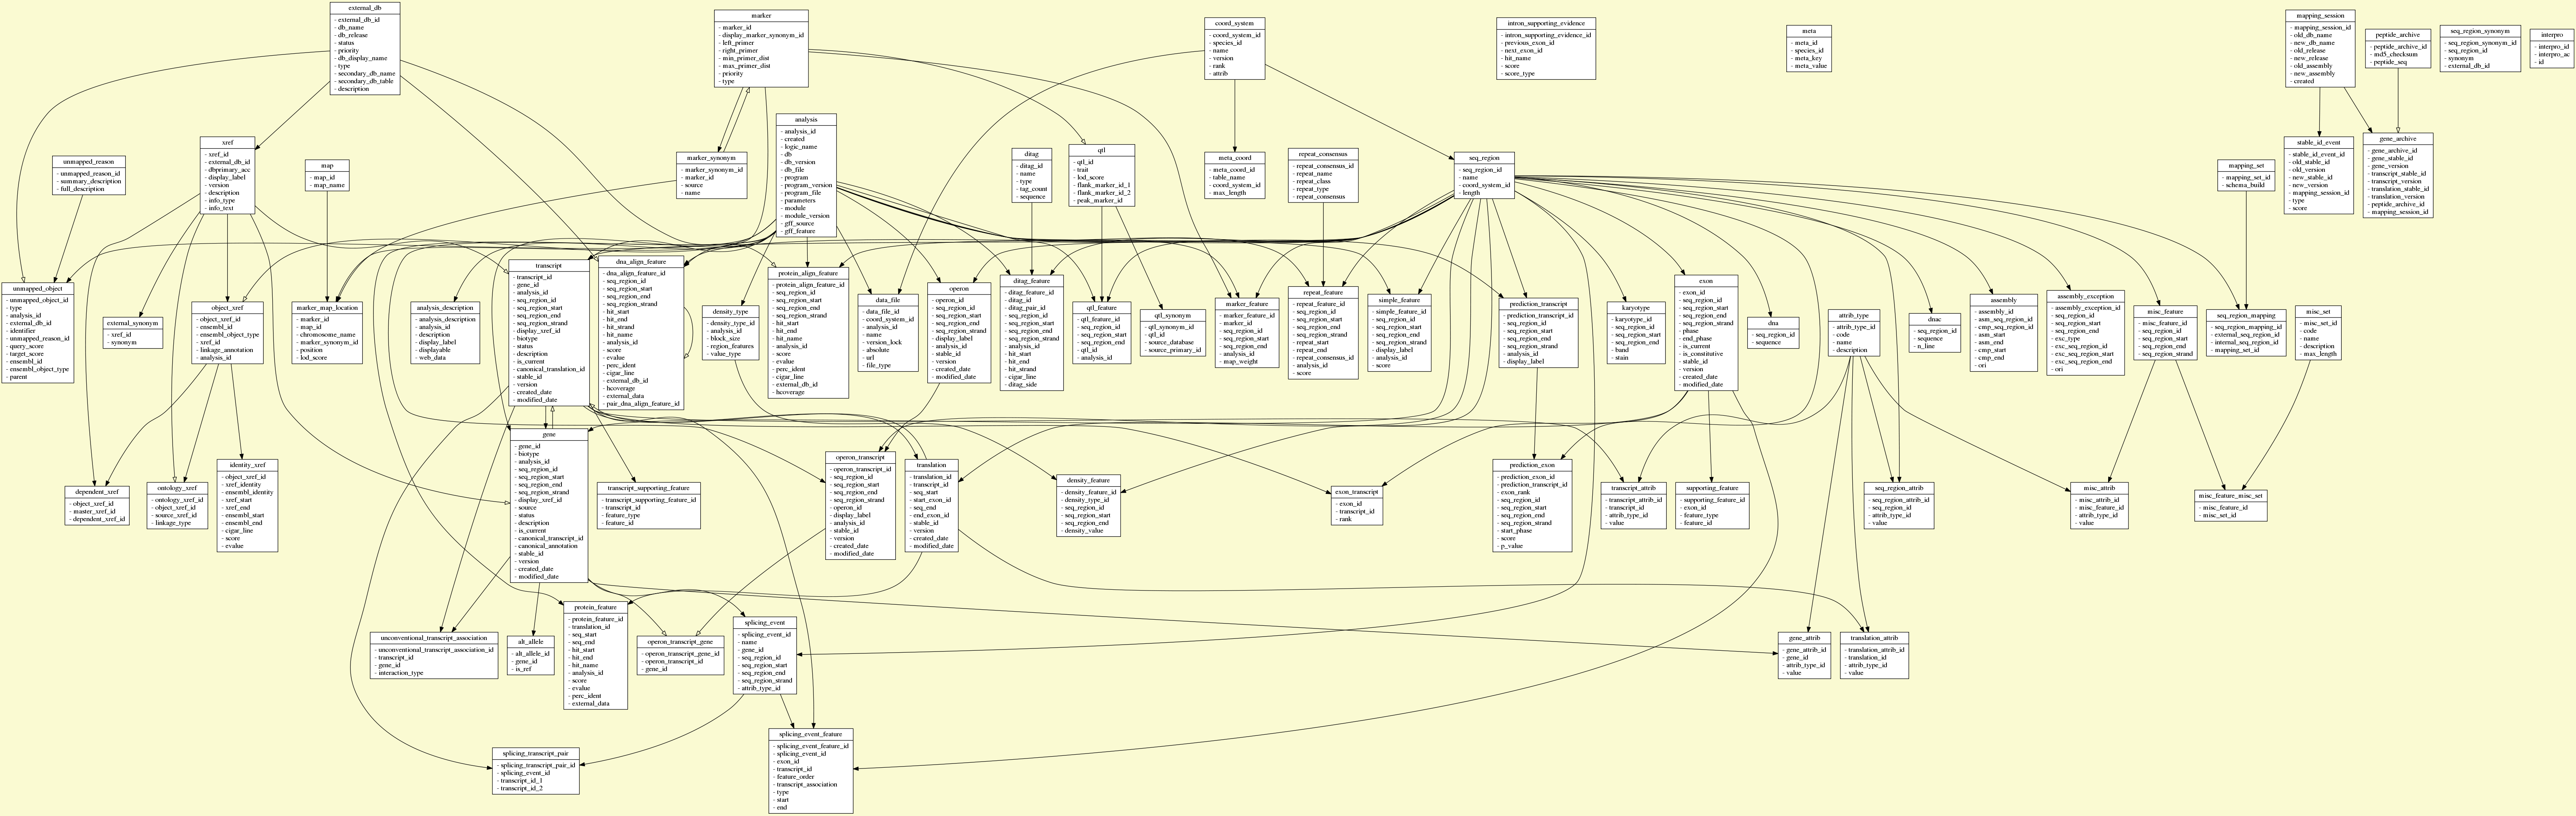 external_db
- external_db_id
- db_name
- db_release
- status
- priority
- db_display_name
- type
- secondary_db_name
- secondary_db_table
- description
marker
- marker_id
- display_marker_synonym_id
- left_primer
- right_primer
- min_primer_dist
- max_primer_dist
- priority
- type
coord_system
- coord_system_id
- species_id
- name
- version
- rank
- attrib
intron_supporting_evidence
- intron_supporting_evidence_id
- previous_exon_id
- next_exon_id
- hit_name
- score
- score_type
meta
- meta_id
- species_id
- meta_key
- meta_value
mapping_session
- mapping_session_id
- old_db_name
- new_db_name
- old_release
- new_release
- old_assembly
- new_assembly
- created
peptide_archive
- peptide_archive_id
- md5_checksum
- peptide_seq
seq_region_synonym
- seq_region_synonym_id
- seq_region_id
- synonym
- external_db_id
interpro
- interpro_id
- interpro_ac
- id
unmapped_reason
- unmapped_reason_id
- summary_description
- full_description
xref
- xref_id
- external_db_id
- dbprimary_acc
- display_label
- version
- description
- info_type
- info_text
map
- map_id
- map_name
marker_synonym
- marker_synonym_id
- marker_id
- source
- name
analysis
- analysis_id
- created
- logic_name
- db
- db_version
- db_file
- program
- program_version
- program_file
- parameters
- module
- module_version
- gff_source
- gff_feature
ditag
- ditag_id
- name
- type
- tag_count
- sequence
qtl
- qtl_id
- trait
- lod_score
- flank_marker_id_1
- flank_marker_id_2
- peak_marker_id
meta_coord
- meta_coord_id
- table_name
- coord_system_id
- max_length
repeat_consensus
- repeat_consensus_id
- repeat_name
- repeat_class
- repeat_type
- repeat_consensus
seq_region
- seq_region_id
- name
- coord_system_id
- length
mapping_set
- mapping_set_id
- schema_build
stable_id_event
- stable_id_event_id
- old_stable_id
- old_version
- new_stable_id
- new_version
- mapping_session_id
- type
- score
gene_archive
- gene_archive_id
- gene_stable_id
- gene_version
- transcript_stable_id
- transcript_version
- translation_stable_id
- translation_version
- peptide_archive_id
- mapping_session_id
unmapped_object
- unmapped_object_id
- type
- analysis_id
- external_db_id
- identifier
- unmapped_reason_id
- query_score
- target_score
- ensembl_id
- ensembl_object_type
- parent
external_synonym
- xref_id
- synonym
object_xref
- object_xref_id
- ensembl_id
- ensembl_object_type
- xref_id
- linkage_annotation
- analysis_id
marker_map_location
- marker_id
- map_id
- chromosome_name
- marker_synonym_id
- position
- lod_score
analysis_description
- analysis_description
- analysis_id
- description
- display_label
- displayable
- web_data
transcript
- transcript_id
- gene_id
- analysis_id
- seq_region_id
- seq_region_start
- seq_region_end
- seq_region_strand
- display_xref_id
- biotype
- status
- description
- is_current
- canonical_translation_id
- stable_id
- version
- created_date
- modified_date
dna_align_feature
- dna_align_feature_id
- seq_region_id
- seq_region_start
- seq_region_end
- seq_region_strand
- hit_start
- hit_end
- hit_strand
- hit_name
- analysis_id
- score
- evalue
- perc_ident
- cigar_line
- external_db_id
- hcoverage
- external_data
- pair_dna_align_feature_id
density_type
- density_type_id
- analysis_id
- block_size
- region_features
- value_type
protein_align_feature
- protein_align_feature_id
- seq_region_id
- seq_region_start
- seq_region_end
- seq_region_strand
- hit_start
- hit_end
- hit_name
- analysis_id
- score
- evalue
- perc_ident
- cigar_line
- external_db_id
- hcoverage
data_file
- data_file_id
- coord_system_id
- analysis_id
- name
- version_lock
- absolute
- url
- file_type
operon
- operon_id
- seq_region_id
- seq_region_start
- seq_region_end
- seq_region_strand
- display_label
- analysis_id
- stable_id
- version
- created_date
- modified_date
ditag_feature
- ditag_feature_id
- ditag_id
- ditag_pair_id
- seq_region_id
- seq_region_start
- seq_region_end
- seq_region_strand
- analysis_id
- hit_start
- hit_end
- hit_strand
- cigar_line
- ditag_side
qtl_feature
- qtl_feature_id
- seq_region_id
- seq_region_start
- seq_region_end
- qtl_id
- analysis_id
qtl_synonym
- qtl_synonym_id
- qtl_id
- source_database
- source_primary_id
marker_feature
- marker_feature_id
- marker_id
- seq_region_id
- seq_region_start
- seq_region_end
- analysis_id
- map_weight
repeat_feature
- repeat_feature_id
- seq_region_id
- seq_region_start
- seq_region_end
- seq_region_strand
- repeat_start
- repeat_end
- repeat_consensus_id
- analysis_id
- score
simple_feature
- simple_feature_id
- seq_region_id
- seq_region_start
- seq_region_end
- seq_region_strand
- display_label
- analysis_id
- score
prediction_transcript
- prediction_transcript_id
- seq_region_id
- seq_region_start
- seq_region_end
- seq_region_strand
- analysis_id
- display_label
karyotype
- karyotype_id
- seq_region_id
- seq_region_start
- seq_region_end
- band
- stain
exon
- exon_id
- seq_region_id
- seq_region_start
- seq_region_end
- seq_region_strand
- phase
- end_phase
- is_current
- is_constitutive
- stable_id
- version
- created_date
- modified_date
dna
- seq_region_id
- sequence
attrib_type
- attrib_type_id
- code
- name
- description
dnac
- seq_region_id
- sequence
- n_line
assembly
- assembly_id
- asm_seq_region_id
- cmp_seq_region_id
- asm_start
- asm_end
- cmp_start
- cmp_end
- ori
assembly_exception
- assembly_exception_id
- seq_region_id
- seq_region_start
- seq_region_end
- exc_type
- exc_seq_region_id
- exc_seq_region_start
- exc_seq_region_end
- ori
misc_feature
- misc_feature_id
- seq_region_id
- seq_region_start
- seq_region_end
- seq_region_strand
seq_region_mapping
- seq_region_mapping_id
- external_seq_region_id
- internal_seq_region_id
- mapping_set_id
misc_set
- misc_set_id
- code
- name
- description
- max_length
dependent_xref
- object_xref_id
- master_xref_id
- dependent_xref_id
ontology_xref
- ontology_xref_id
- object_xref_id
- source_xref_id
- linkage_type
identity_xref
- object_xref_id
- xref_identity
- ensembl_identity
- xref_start
- xref_end
- ensembl_start
- ensembl_end
- cigar_line
- score
- evalue
gene
- gene_id
- biotype
- analysis_id
- seq_region_id
- seq_region_start
- seq_region_end
- seq_region_strand
- display_xref_id
- source
- status
- description
- is_current
- canonical_transcript_id
- canonical_annotation
- stable_id
- version
- created_date
- modified_date
transcript_supporting_feature
- transcript_supporting_feature_id
- transcript_id
- feature_type
- feature_id
operon_transcript
- operon_transcript_id
- seq_region_id
- seq_region_start
- seq_region_end
- seq_region_strand
- operon_id
- display_label
- analysis_id
- stable_id
- version
- created_date
- modified_date
translation
- translation_id
- transcript_id
- seq_start
- start_exon_id
- seq_end
- end_exon_id
- stable_id
- version
- created_date
- modified_date
density_feature
- density_feature_id
- density_type_id
- seq_region_id
- seq_region_start
- seq_region_end
- density_value
exon_transcript
- exon_id
- transcript_id
- rank
prediction_exon
- prediction_exon_id
- prediction_transcript_id
- exon_rank
- seq_region_id
- seq_region_start
- seq_region_end
- seq_region_strand
- start_phase
- score
- p_value
transcript_attrib
- transcript_attrib_id
- transcript_id
- attrib_type_id
- value
supporting_feature
- supporting_feature_id
- exon_id
- feature_type
- feature_id
seq_region_attrib
- seq_region_attrib_id
- seq_region_id
- attrib_type_id
- value
misc_attrib
- misc_attrib_id
- misc_feature_id
- attrib_type_id
- value
misc_feature_misc_set
- misc_feature_id
- misc_set_id
unconventional_transcript_association
- unconventional_transcript_association_id
- transcript_id
- gene_id
- interaction_type
alt_allele
- alt_allele_id
- gene_id
- is_ref
protein_feature
- protein_feature_id
- translation_id
- seq_start
- seq_end
- hit_start
- hit_end
- hit_name
- analysis_id
- score
- evalue
- perc_ident
- external_data
operon_transcript_gene
- operon_transcript_gene_id
- operon_transcript_id
- gene_id
splicing_event
- splicing_event_id
- name
- gene_id
- seq_region_id
- seq_region_start
- seq_region_end
- seq_region_strand
- attrib_type_id
gene_attrib
- gene_attrib_id
- gene_id
- attrib_type_id
- value
translation_attrib
- translation_attrib_id
- translation_id
- attrib_type_id
- value
splicing_transcript_pair
- splicing_transcript_pair_id
- splicing_event_id
- transcript_id_1
- transcript_id_2
splicing_event_feature
- splicing_event_feature_id
- splicing_event_id
- exon_id
- transcript_id
- feature_order
- transcript_association
- type
- start
- end